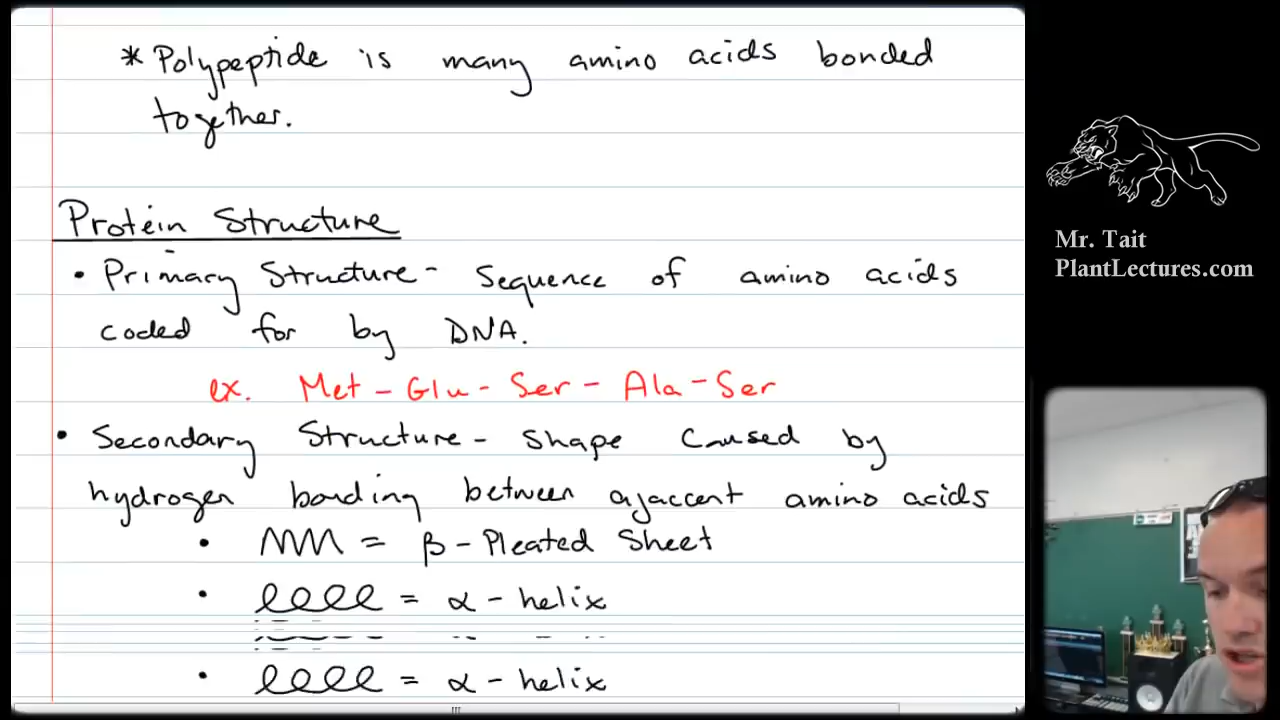 * Polypeptide is many amino acids bonded
together.
Protein Structure
• Primary Structure - Sequence of amino acids
coded for by DNA.
ex. Met - Glu - Ser - Ala - Ser
• Secondary Structure - Shape caused by
hydrogen bonding between ajaccent amino acids
• = β - Pleated Sheet
• = α - helix
• = α - helix
Mr. Tait
PlantLectures.com